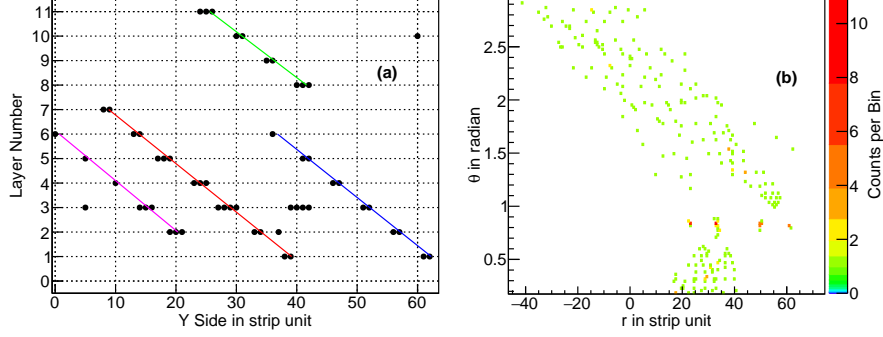 11
10
9
8
7
6
5
4
3
2
1
0
Layer Number
0 10 20 30 40 50 60
Y Side in strip unit
(a)
2.5
2
1.5
1
0.5
θ in radian
−40 −20 0 20 40 60
r in strip unit
(b)
10
8
6
4
2
0
Counts per Bin